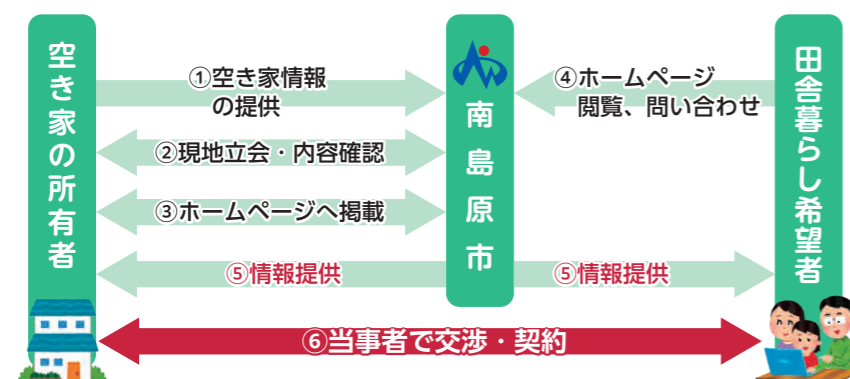 空き家の所有者
①空き家情報
の提供
②現地立会・内容確認
③ホームページへ掲載
⑤情報提供
南島原市
④ホームページ
閲覧、問い合わせ
⑤情報提供
田舎暮らし希望者
⑥当事者で交渉・契約